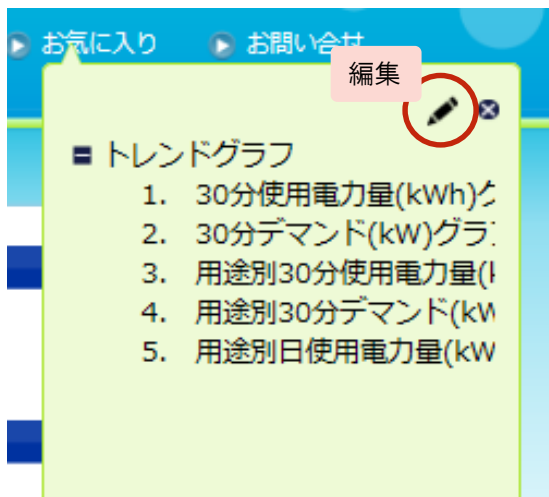 お気に入り
お問い合せ
編集
トレンドグラフ
1. 30分使用電力量(kWh)グ
2. 30分デマンド(kW)グラフ
3. 用途別30分使用電力量(k
4. 用途別30分デマンド(kW
5. 用途別日使用電力量(kW